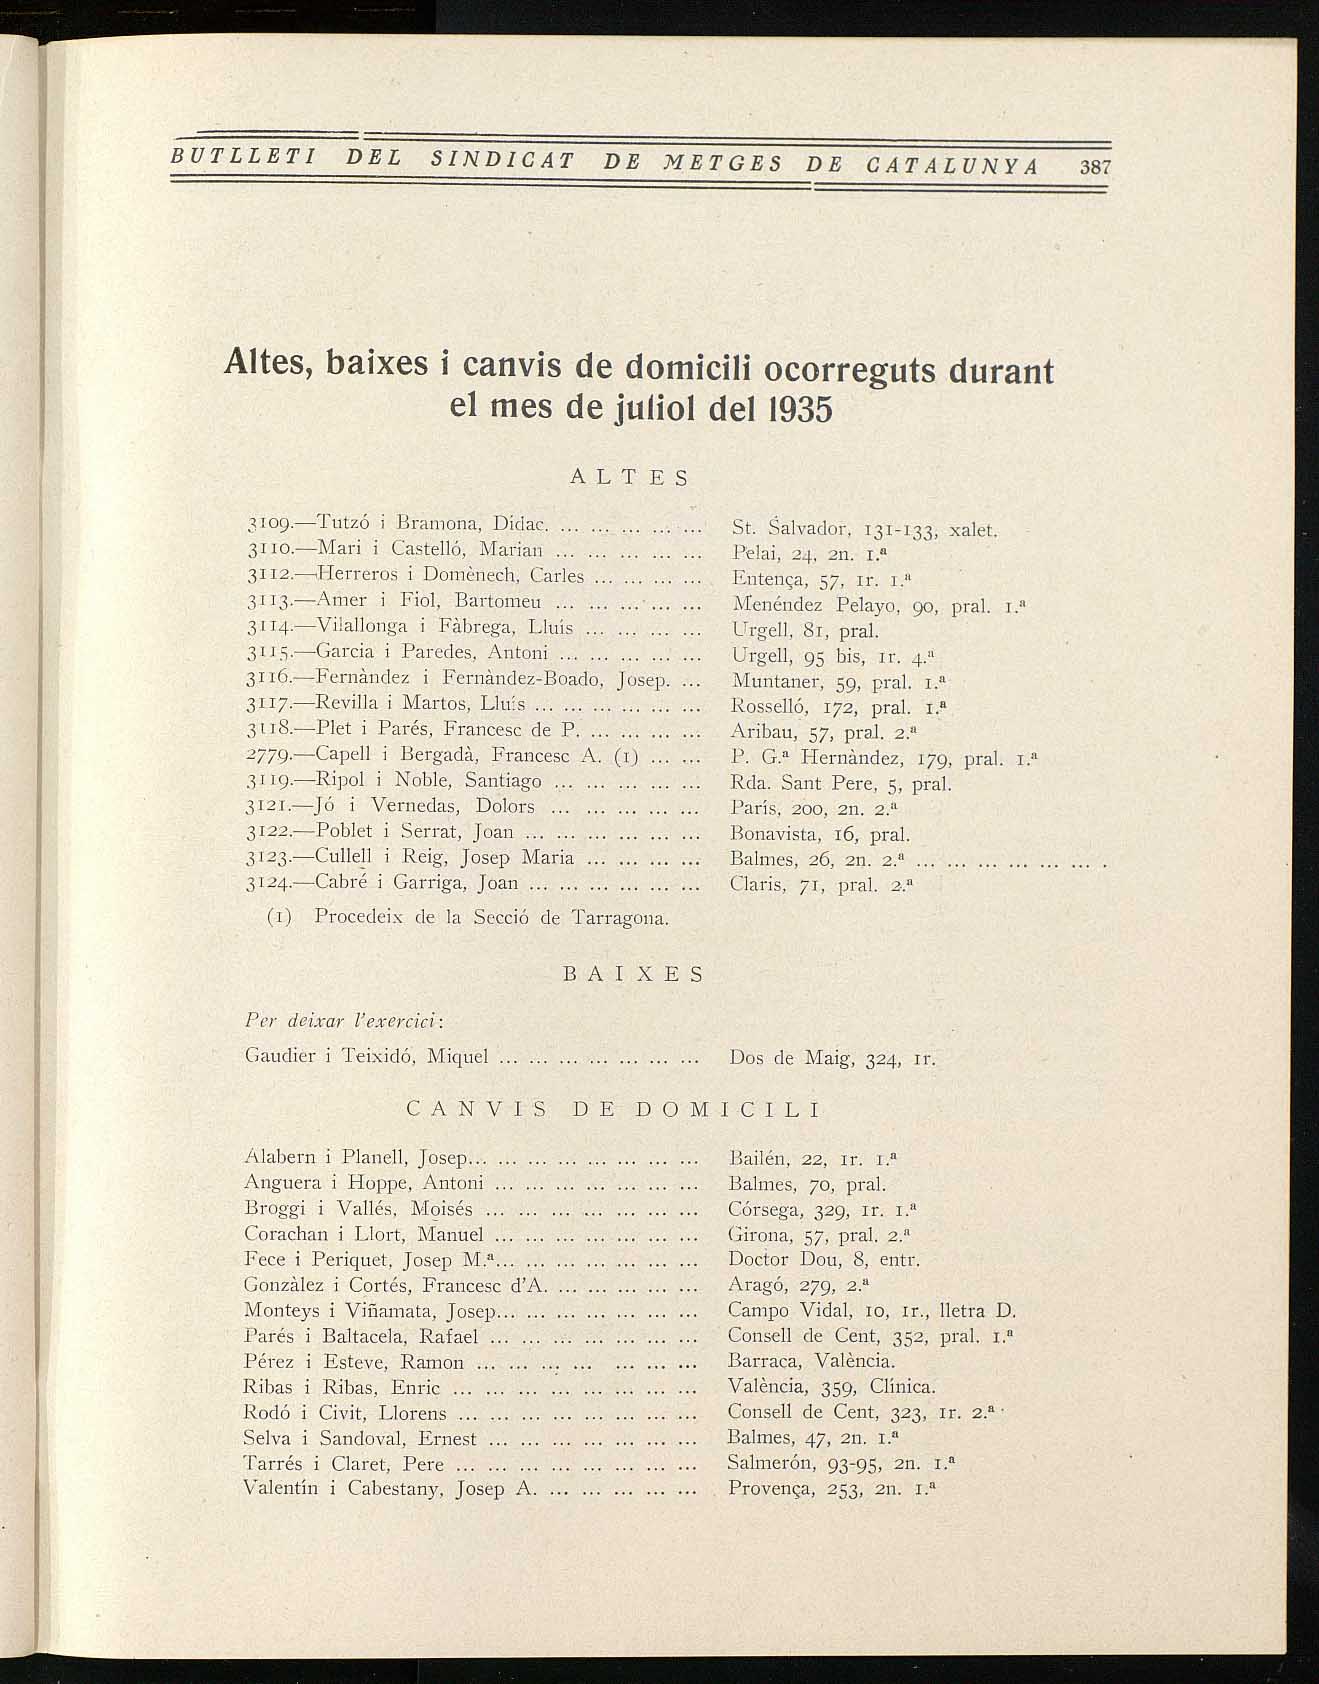 BUTLLETI DEL SINDICAT DE METGES DE CATALUNYA 387
Altes, baixes i canvis de domicili ocorreguts durant
el mes de juliol del 1935
ALTES
3109.—Tutzó i Bramona, Dídac. ... ... ... ... ... St. Salvador, 131-133, xalet.
3110.—Mari i Castelló, Marian ... ... ... ... ... Pelai, 24, 2n. 1.ª
3112.—Herreros i Domènech, Carles ... ... ... ... Entença, 57, 1r. 1.ª
3113.—Amer i Fiol, Bartomeu ... ... ... ... ... Menéndez Pelayo, 90, pral. 1.ª
3114.—Vilallonga i Fàbrega, Lluís ... ... ... ... Urgell, 81, pral.
3115.—Garcia i Paredes, Antoni ... ... ... ... ... Urgell, 95 bis, 1r. 4.ª
3116.—Fernàndez i Fernàndez-Boado, Josep. ... Muntaner, 59, pral. 1.ª
3117.—Revilla i Martos, Lluís ... ... ... ... ... ... Rosselló, 172, pral. 1.ª
3118.—Plet i Parés, Francesc de P. ... ... ... ... Aribau, 57, pral. 2.ª
2779.—Capell i Bergadà, Francesc A. (1) ... ... P. G.ª Hernàndez, 179, pral. 1.ª
3119.—Ripol i Noble, Santiago ... ... ... ... ... Rda. Sant Pere, 5, pral.
3121.—Jó i Vernedas, Dolors ... ... ... ... ... París, 200, 2n. 2.ª
3122.—Poblet i Serrat, Joan ... ... ... ... ... ... Bonavista, 16, pral.
3123.—Cullell i Reig, Josep Maria ... ... ... ... Balmes, 26, 2n. 2.ª ... ... ... ... ... ... .
3124.—Cabré i Garriga, Joan ... ... ... ... ... ... Claris, 71, pral. 2.ª
(1) Procedeix de la Secció de Tarragona.
BAIXES
Per deixar l'exercici:
Gaudier i Teixidó, Miquel ... ... ... ... ... ... ... Dos de Maig, 324, 1r.
CANVIS DE DOMICILI
Alabern i Planell, Josep... ... ... ... ... ... ... ... Bailén, 22, 1r. 1.ª
Anguera i Hoppe, Antoni ... ... ... ... ... ... ... Balmes, 70, pral.
Broggi i Vallés, Moisés ... ... ... ... ... ... ... Córsega, 329, 1r. 1.ª
Corachan i Llort, Manuel ... ... ... ... ... ... ... Girona, 57, pral. 2.ª
Fece i Periquet, Josep M.ª... ... ... ... ... ... ... Doctor Dou, 8, entr.
Gonzàlez i Cortés, Francesc d'A. ... ... ... ... ... Aragó, 279, 2.ª
Monteys i Viñamata, Josep... ... ... ... ... ... ... Campo Vidal, 10, 1r., lletra D.
Parés i Baltacela, Rafael ... ... ... ... ... ... ... Consell de Cent, 352, pral. 1.ª
Pérez i Esteve, Ramon ... ... ... ... ... ... ... Barraca, València.
Ribas i Ribas, Enric ... ... ... ... ... ... ... ... València, 359, Clínica.
Rodó i Civit, Llorens ... ... ... ... ... ... ... ... Consell de Cent, 323, 1r. 2.ª
Selva i Sandoval, Ernest ... ... ... ... ... ... ... Balmes, 47, 2n. 1.ª
Tarrés i Claret, Pere ... ... ... ... ... ... ... ... Salmerón, 93-95, 2n. 1.ª
Valentín i Cabestany, Josep A. ... ... ... ... ... Provença, 253, 2n. 1.ª